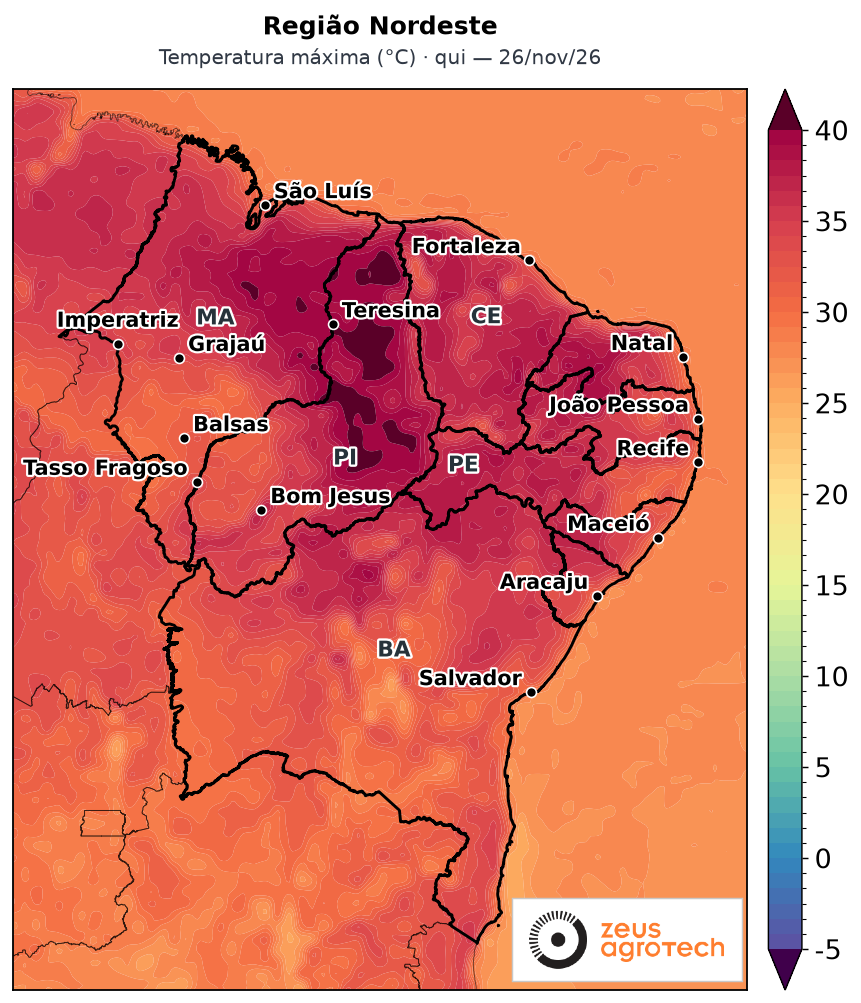 Região Nordeste
Temperatura máxima (°C) · qui — 26/nov/26
São Luís
Fortaleza
Imperatriz
MA
Teresina
CE
Grajaú
Natal
João Pessoa
Balsas
Recife
Tasso Fragoso
PI
PE
Bom Jesus
Maceió
Aracaju
BA
Salvador
40
35
30
25
20
15
10
5
0
-5
zeus
agrotech